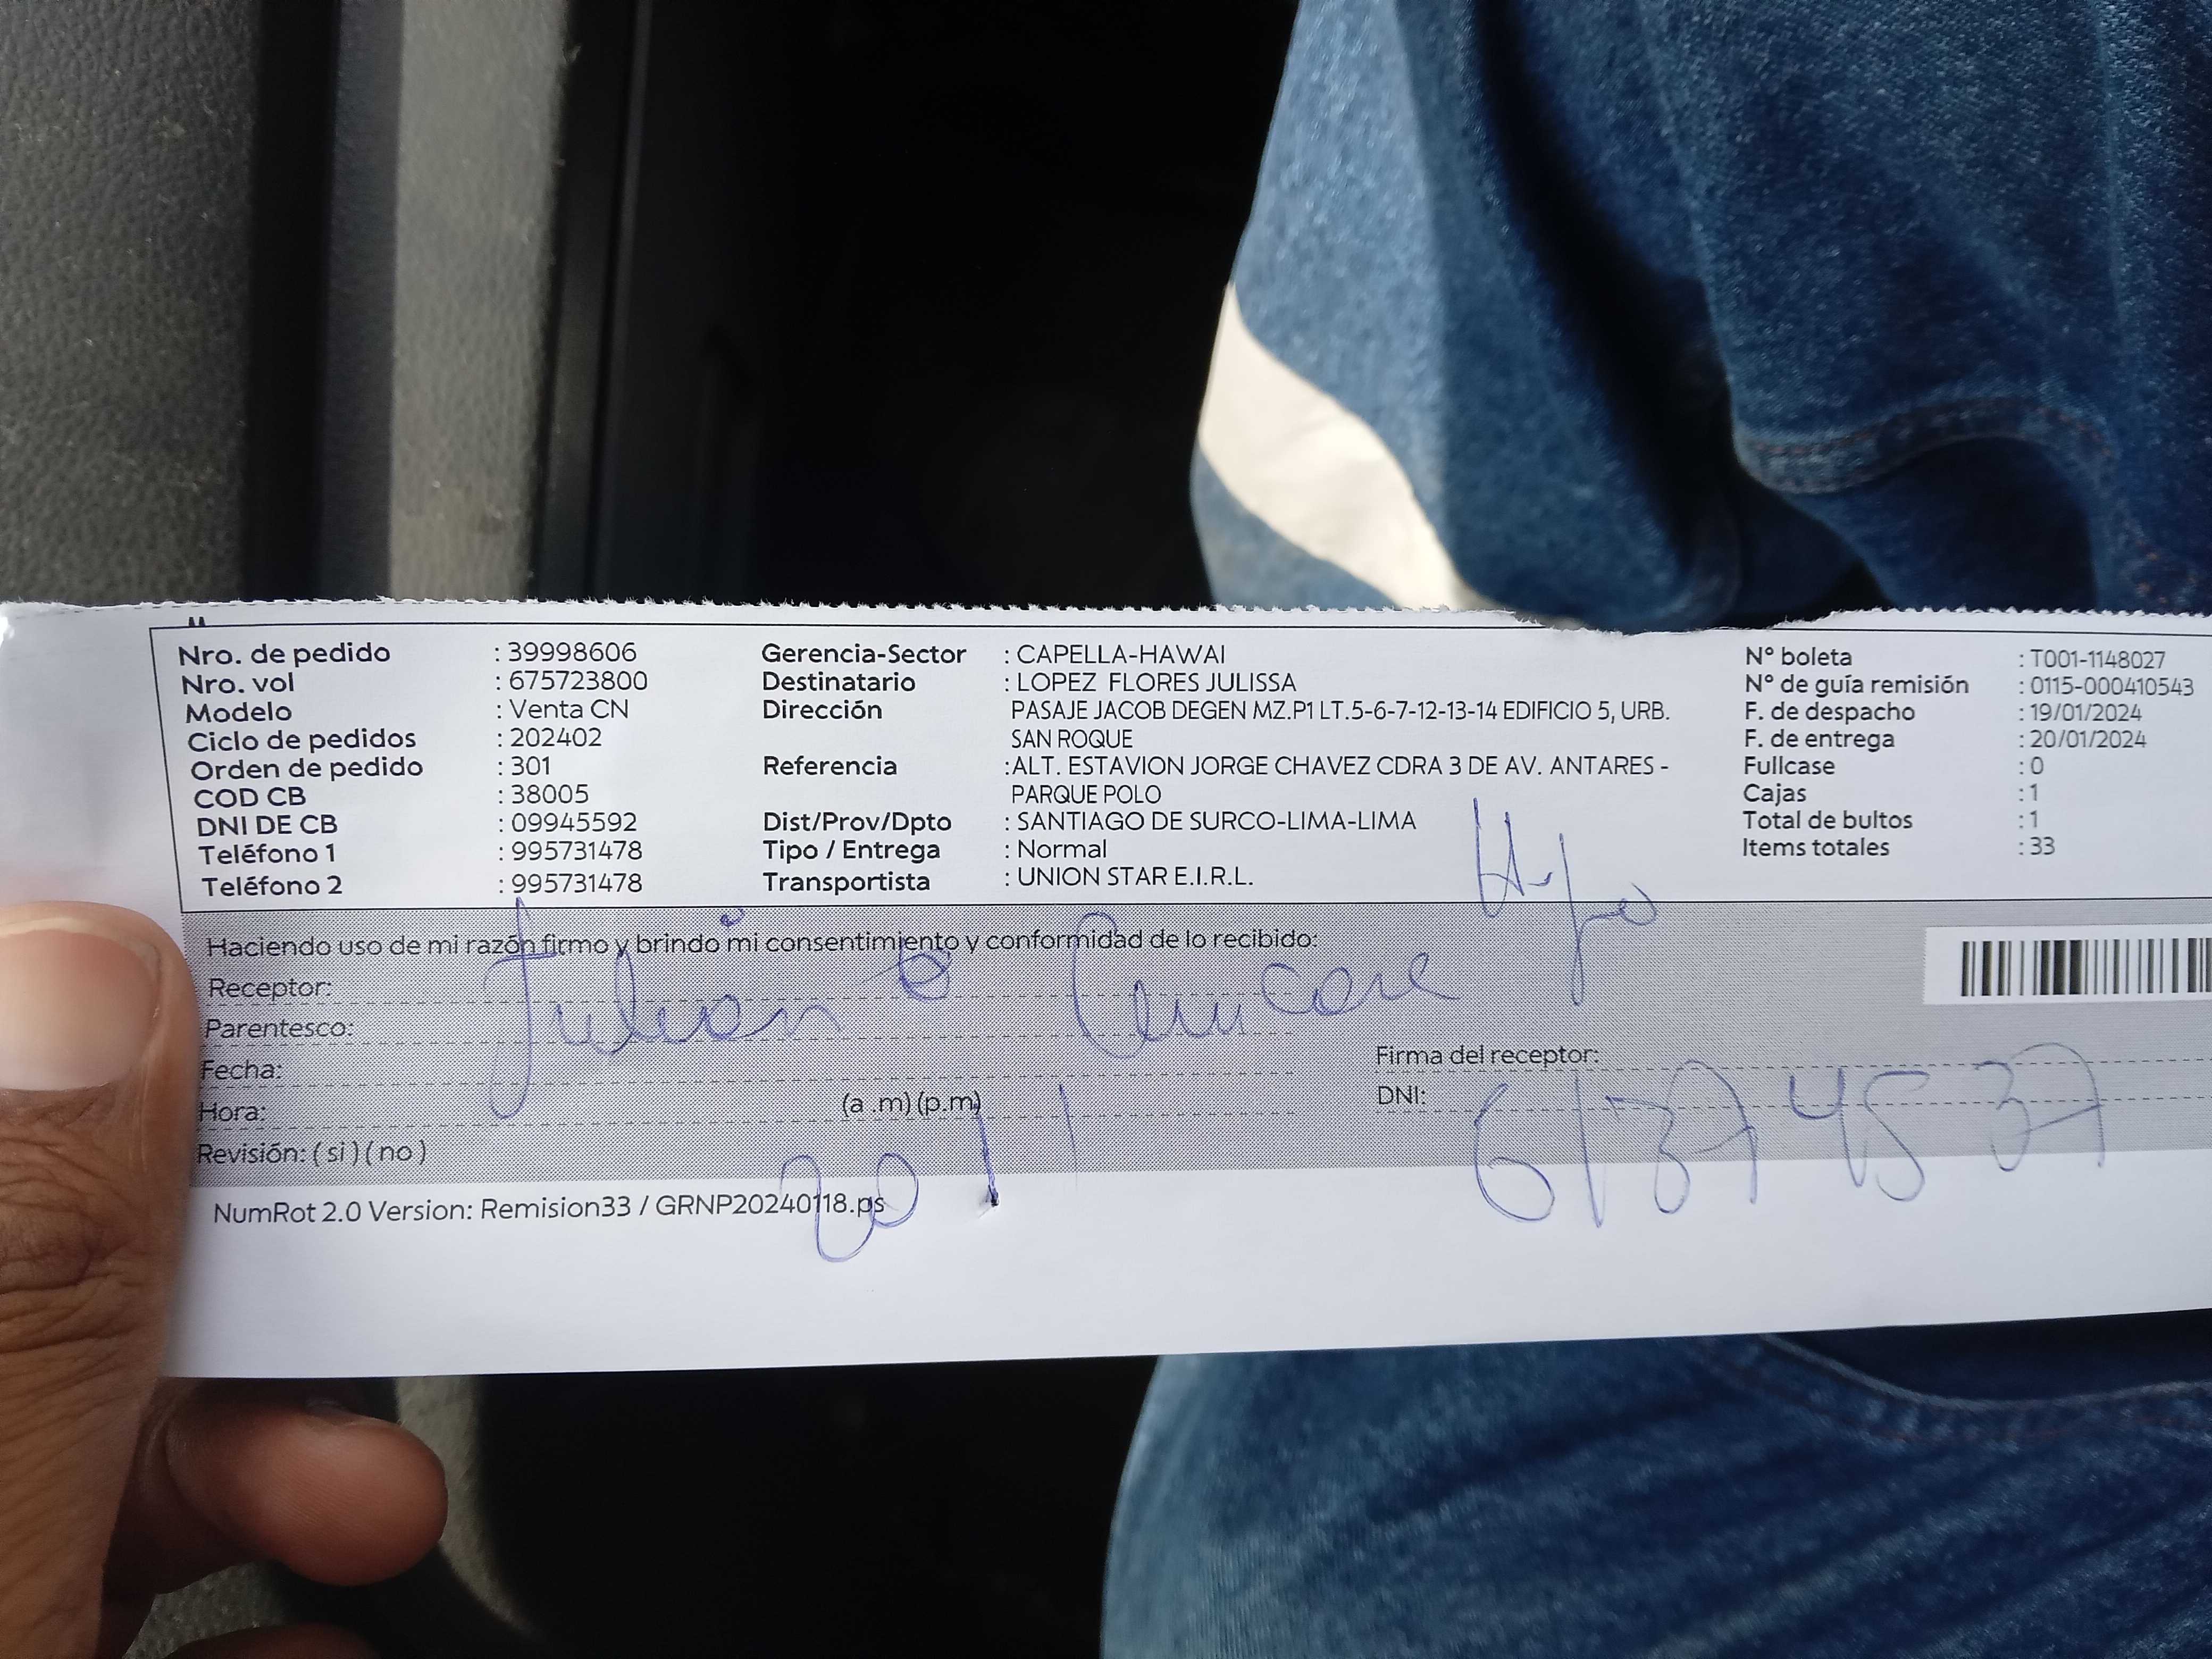 Nro. de pedido : 39998606 Gerencia-Sector : CAPELLA-HAWAI N° boleta : T001-1148027
Nro. vol : 675723800 Destinatario : LOPEZ FLORES JULISSA N° de guía remisión : 0115-000410543
Modelo : Venta CN Dirección PASAJE JACOB DEGEN MZ.P1 LT.5-6-7-12-13-14 EDIFICIO 5, URB. F. de despacho : 19/01/2024
Ciclo de pedidos : 202402 SAN ROQUE F. de entrega : 20/01/2024
Orden de pedido : 301 Referencia :ALT. ESTAVION JORGE CHAVEZ CDRA 3 DE AV. ANTARES - Fullcase : 0
COD CB : 38005 PARQUE POLO Cajas : 1
DNI DE CB : 09945592 Dist/Prov/Dpto : SANTIAGO DE SURCO-LIMA-LIMA Total de bultos : 1
Teléfono 1 : 995731478 Tipo / Entrega : Normal Items totales : 33
Teléfono 2 : 995731478 Transportista : UNION STAR E.I.R.L.
Haciendo uso de mi razón firmo y brindo mi consentimiento y conformidad de lo recibido:
Receptor: Julián
Parentesco:
Fecha: Firma del receptor:
Hora: (a .m) (p.m) DNI:
Revisión: ( si ) ( no )
NumRot 2.0 Version: Remision33 / GRNP20240118.ps